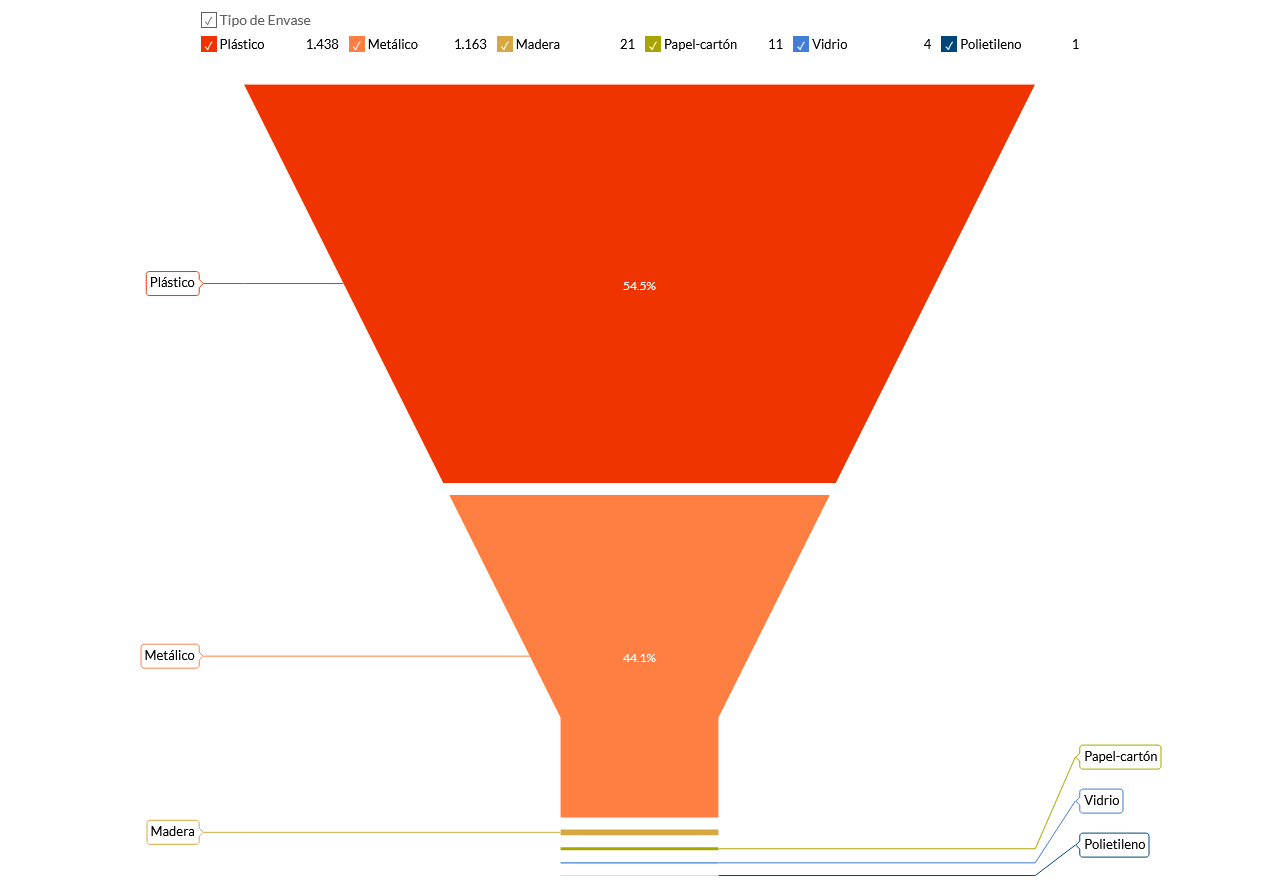 Tipo de Envase
Plástico 1.438 Metálico 1.163 Madera 21 Papel-cartón 11 Vidrio 4 Polietileno 1
Plástico
54.5%
Metálico
44.1%
Papel-cartón
Vidrio
Madera
Polietileno